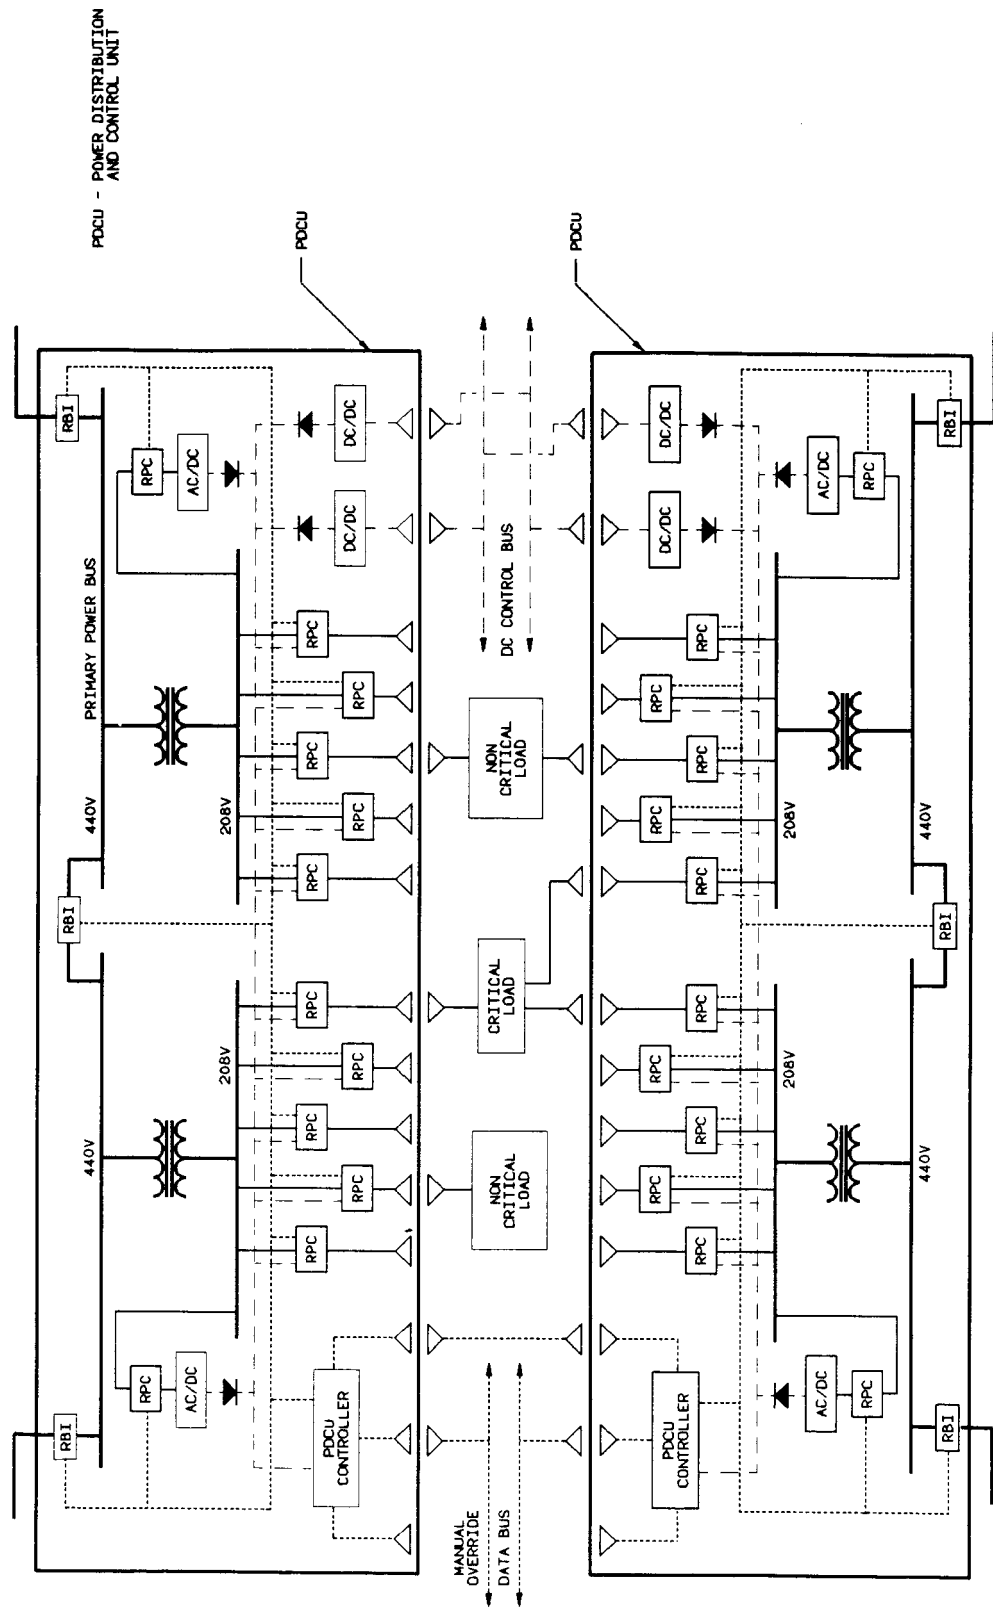 PDCU - POWER DISTRIBUTION
AND CONTROL UNIT
RBI
RBI
RBI
440V
440V
PRIMARY POWER BUS
RPC
RPC
AC/DC
AC/DC
208V
208V
PDCU
RPC
RPC
RPC
RPC
RPC
RPC
PDCU
CONTROLLER
RPC
RPC
RPC
RPC
DC/DC
DC/DC
MANUAL
OVERRIDE
DATA BUS
NON
CRITICAL
LOAD
CRITICAL
LOAD
NON
CRITICAL
LOAD
DC CONTROL BUS
PDCU
RPC
RPC
RPC
RPC
DC/DC
DC/DC
PDCU
CONTROLLER
RPC
RPC
RPC
RPC
RPC
RPC
208V
208V
AC/DC
AC/DC
RPC
RPC
440V
440V
RBI
RBI
RBI